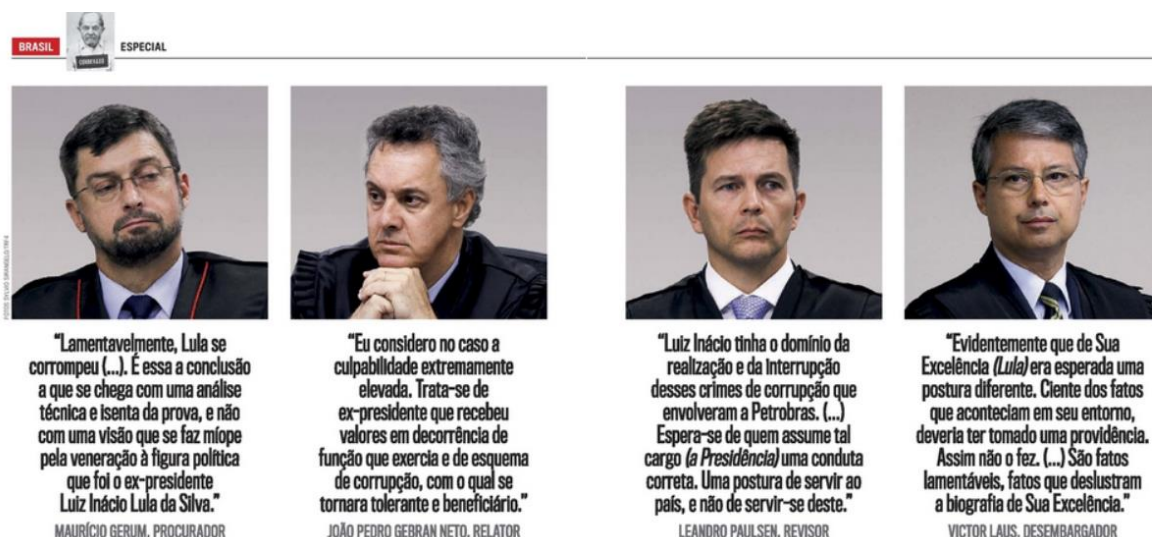 BRASIL
ESPECIAL
“Lamentavelmente, Lula se
corrompeu (...). É essa a conclusão
a que se chega com uma análise
técnica e isenta da prova, e não
com uma visão que se faz míope
pela veneração à figura política
que foi o ex-presidente
Luiz Inácio Lula da Silva.”
MAURÍCIO GERUM, PROCURADOR
“Eu considero no caso a
culpabilidade extremamente
elevada. Trata-se de
ex-presidente que recebeu
valores em decorrência de
função que exercia e de esquema
de corrupção, com o qual se
tornara tolerante e beneficiário.”
JOÃO PEDRO GEBRAN NETO, RELATOR
“Luiz Inácio tinha o domínio da
realização e da interrupção
desses crimes de corrupção que
envolveram a Petrobras. (...)
Espera-se de quem assume tal
cargo (a Presidência) uma conduta
correta. Uma postura de servir ao
país, e não de servir-se deste.”
LEANDRO PAULSEN, REVISOR
“Evidentemente que de Sua
Excelência (Lula) era esperada uma
postura diferente. Ciente dos fatos
que aconteciam em seu entorno,
deveria ter tomado uma providência.
Assim não o fez. (...) São fatos
lamentáveis, fatos que deslustram
a biografia de Sua Excelência.”
VICTOR LAUS, DESEMBARGADOR